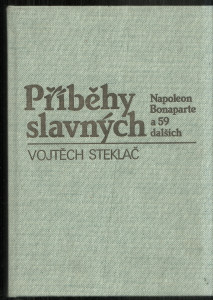 Příběhy
slavných
Napoleon
Bonaparte
a 59
dalších
VOJTĚCH STEKLAČ